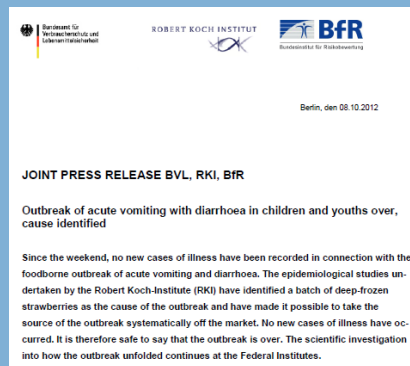 Bundesamt für
Verbraucherschutz und
Lebensmittelsicherheit
ROBERT KOCH INSTITUT
BfR
Bundesinstitut für Risikobewertung
Berlin, den 08.10.2012
JOINT PRESS RELEASE BVL, RKI, BfR
Outbreak of acute vomiting with diarrhoea in children and youths over,
cause identified
Since the weekend, no new cases of illness have been recorded in connection with the
foodborne outbreak of acute vomiting and diarrhoea. The epidemiological studies un-
dertaken by the Robert Koch-Institute (RKI) have identified a batch of deep-frozen
strawberries as the cause of the outbreak and have made it possible to take the
source of the outbreak systematically off the market. No new cases of illness have oc-
curred. It is therefore safe to say that the outbreak is over. The scientific investigation
into how the outbreak unfolded continues at the Federal Institutes.